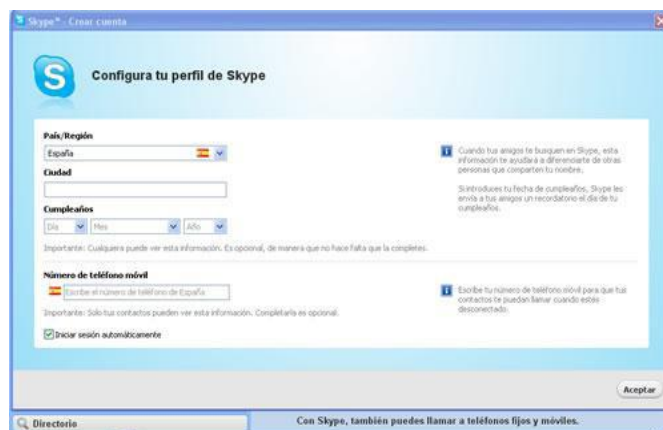 Skype™ - Crear cuenta
S
Configura tu perfil de Skype
País/Región
España
Ciudad
Cumpleaños
Día
Mes
Año
Importante: Cualquiera puede ver esta información. Es opcional, de manera que no hace falta que la completes.
Cuando tus amigos te busquen en Skype, esta
información te ayudará a diferenciarte de otras
personas que comparten tu nombre.
Si introduces tu fecha de cumpleaños, Skype les
envía a tus amigos un recordatorio el día de tu
cumpleaños.
Número de teléfono móvil
Escribe el número de teléfono de España
Importante: Solo tus contactos pueden ver esta información. Completarla es opcional.
Escribe tu número de teléfono móvil para que tus
contactos te puedan llamar cuando estés
desconectado.
Iniciar sesión automáticamente
Aceptar
Directorio
Con Skype, también puedes llamar a teléfonos fijos y móviles.